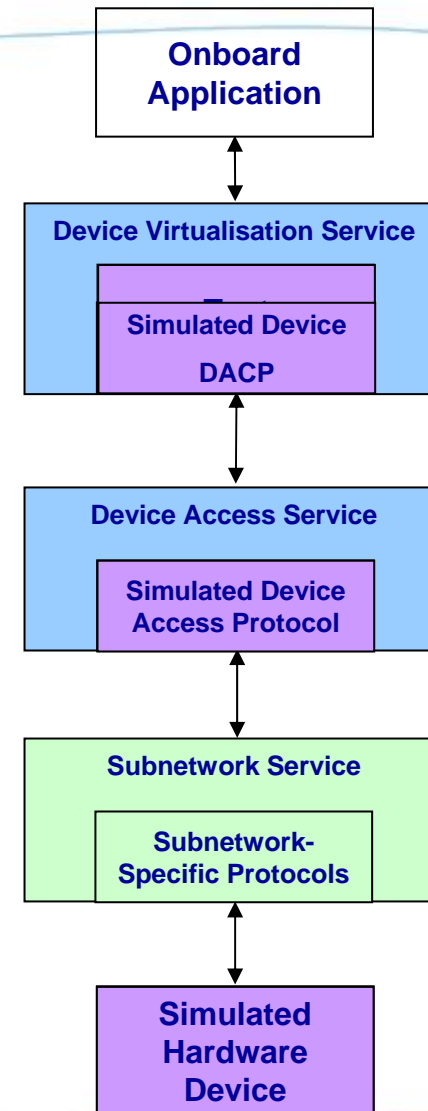 Onboard
Application
Device Virtualisation Service
Simulated Device
DACP
Device Access Service
Simulated Device
Access Protocol
Subnetwork Service
Subnetwork-
Specific Protocols
Simulated
Hardware
Device